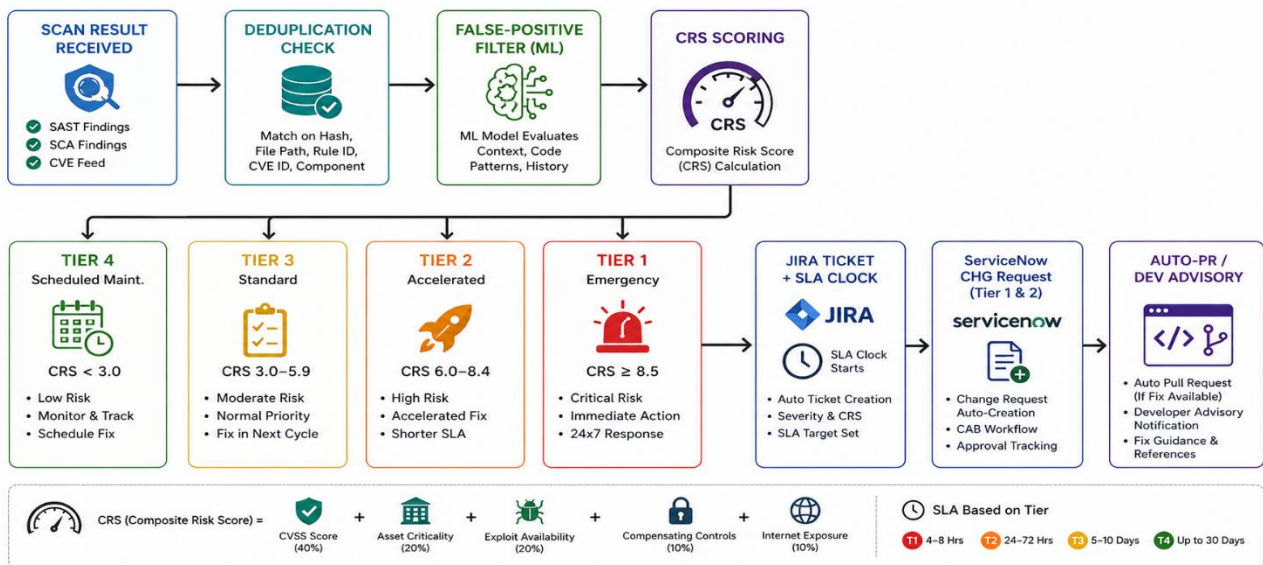 SCAN RESULT
RECEIVED
SAST Findings
SCA Findings
CVE Feed
DEDUPLICATION
CHECK
Match on Hash,
File Path, Rule ID,
CVE ID, Component
FALSE-POSITIVE
FILTER (ML)
ML Model Evaluates
Context, Code
Patterns, History
CRS SCORING
CRS
Composite Risk Score
(CRS) Calculation
TIER 4
Scheduled Maint.
CRS < 3.0
• Low Risk
• Monitor & Track
• Schedule Fix
TIER 3
Standard
CRS 3.0–5.9
• Moderate Risk
• Normal Priority
• Fix in Next Cycle
TIER 2
Accelerated
CRS 6.0–8.4
• High Risk
• Accelerated Fix
• Shorter SLA
TIER 1
Emergency
CRS ≥ 8.5
• Critical Risk
• Immediate Action
• 24x7 Response
JIRA TICKET
+ SLA CLOCK
JIRA
SLA Clock
Starts
• Auto Ticket Creation
• Severity & CRS
• SLA Target Set
ServiceNow
CHG Request
(Tier 1 & 2)
servicenow
• Change Request
Auto-Creation
• CAB Workflow
• Approval Tracking
AUTO-PR /
DEV ADVISORY
</>
• Auto Pull Request
(If Fix Available)
• Developer Advisory
Notification
• Fix Guidance &
References
CRS (Composite Risk Score) =
CVSS Score
(40%)
+
Asset Criticality
(20%)
+
Exploit Availability
(20%)
+
Compensating Controls
(10%)
+
Internet Exposure
(10%)
SLA Based on Tier
T1 4–8 Hrs
T2 24–72 Hrs
T3 5–10 Days
T4 Up to 30 Days